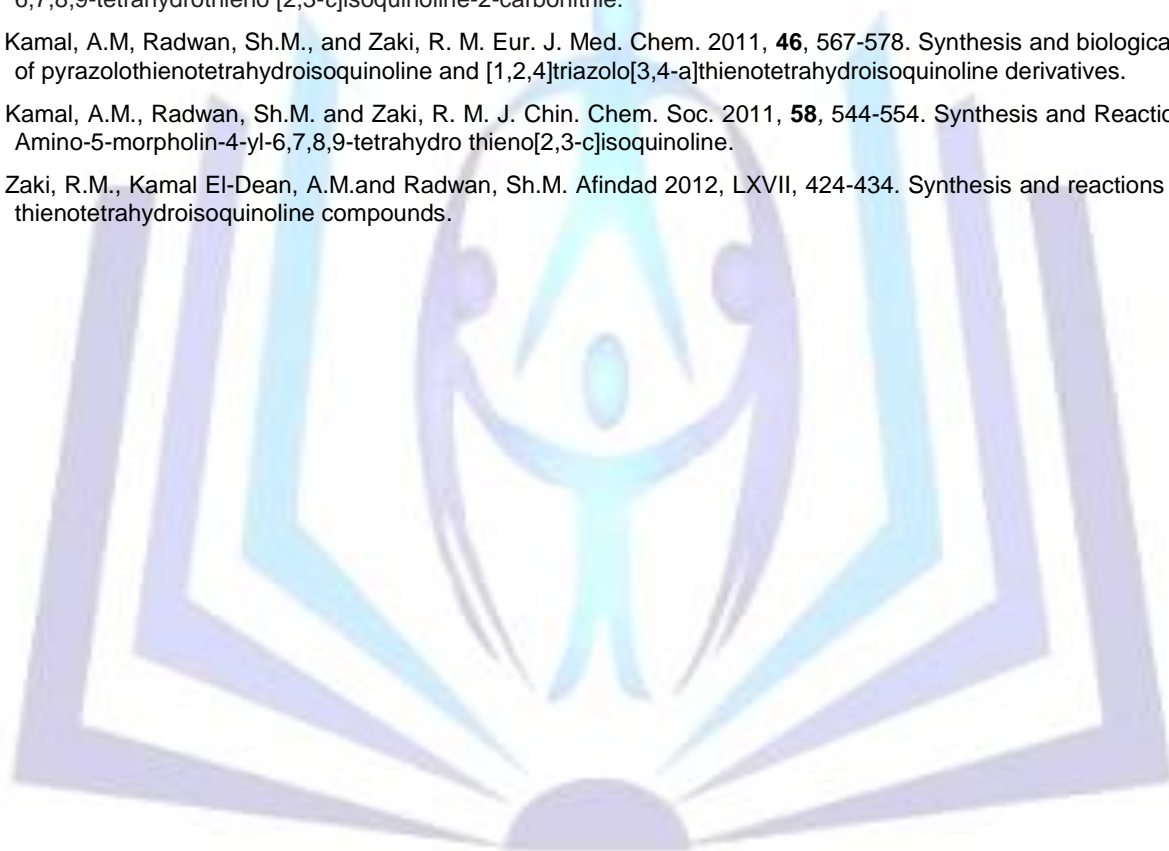 6,7,8,9-tetrahydrothieno [2,3-c]isoquinoline-2-carbonithie.
Kamal, A.M, Radwan, Sh.M., and Zaki, R. M. Eur. J. Med. Chem. 2011, 46, 567-578. Synthesis and biologica
of pyrazolothienotetrahydroisoquinoline and [1,2,4]triazolo[3,4-a]thienotetrahydroisoquinoline derivatives.
Kamal, A.M., Radwan, Sh.M. and Zaki, R. M. J. Chin. Chem. Soc. 2011, 58, 544-554. Synthesis and Reactio
Amino-5-morpholin-4-yl-6,7,8,9-tetrahydro thieno[2,3-c]isoquinoline.
Zaki, R.M., Kamal El-Dean, A.M.and Radwan, Sh.M. Afindad 2012, LXVII, 424-434. Synthesis and reactions
thienotetrahydroisoquinoline compounds.